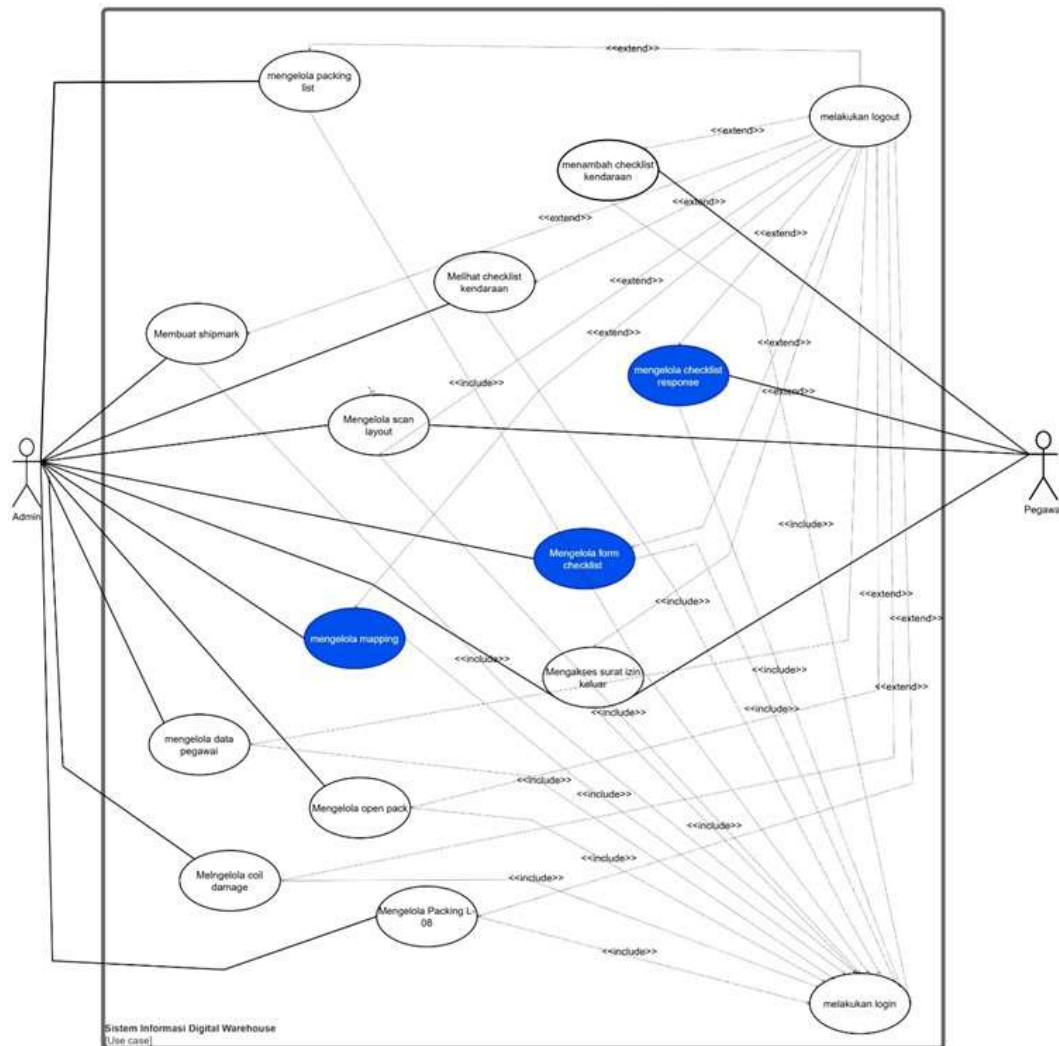 <<extend>>
mengelola packing
list
melakukan logout
<<extend>>
menambah checklist
kendaraan
<<extend>>
<<extend>>
<<extend>>
<<extend>>
Melihat checklist
kendaraan
Membuat shipmark
<<extend>>
<<extend>>
<<include>>
mengelola checklist
response
<<extend>>
Mengelola scan
layout
Admin
Pegawai
<<include>>
Mengelola form
checklist
<<extend>>
<<include>>
<<extend>>
mengelola mapping
<<include>>
Mengakses surat izin
keluar
<<include>>
<<extend>>
<<include>>
<<include>>
mengelola data
pegawai
<<include>>
<<include>>
Mengelola open pack
<<include>>
<<include>>
Melngelola coil
damage
<<include>>
Mengelola Packing L-
08
<<include>>
melakukan login
Sistem Informasi Digital Warehouse
[Use case]